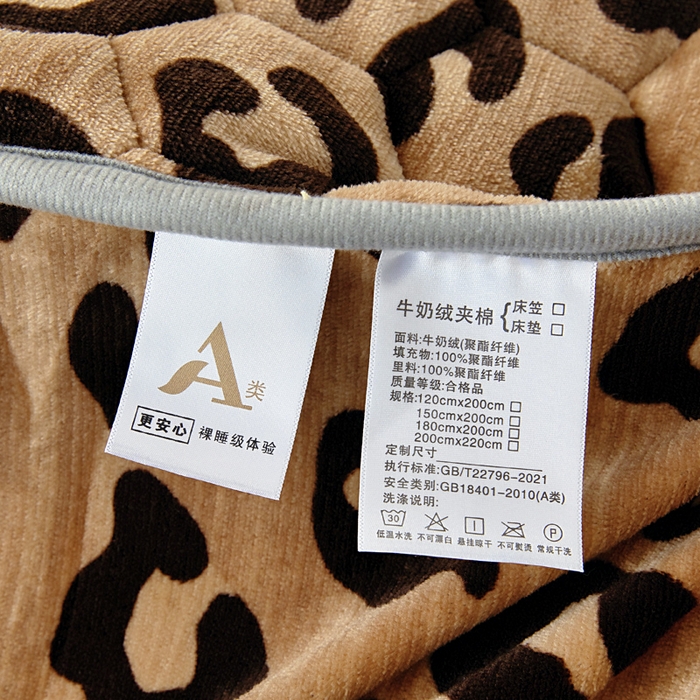 A类
更安心 裸睡级体验
牛奶绒夹棉{床笠 □
床垫 □
面料:牛奶绒(聚酯纤维)
填充物:100%聚酯纤维
里料:100%聚酯纤维
质量等级:合格品
规格:120cmx200cm □
150cmx200cm □
180cmx200cm □
200cmx220cm □
定制尺寸
执行标准:GB/T22796-2021
安全类别:GB18401-2010(A类)
洗涤说明:
30 P
低温水洗 不可漂白 悬挂晾干 不可熨烫 常规干洗